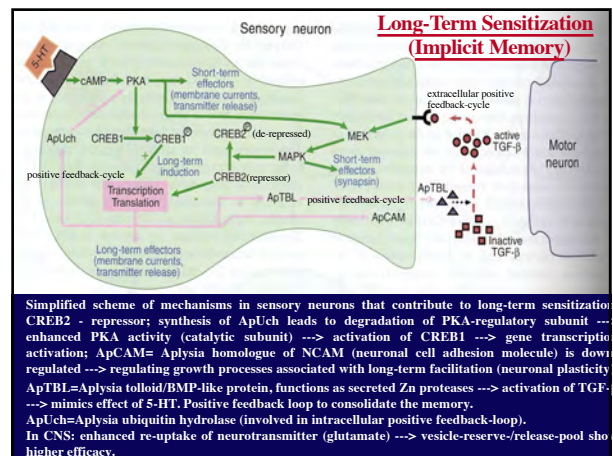 Sensory neuron
Long-Term Sensitization
(Implicit Memory)
5-HT
cAMP
PKA
Short-term
effectors
(membrane currents,
transmitter release)
extracellular positive
feedback-cycle
ApUch
CREB1
CREB1
P
CREB2
P
(de-repressed)
MEK
active
TGF-β
Motor
neuron
+
Long-term
induction
MAPK
Short-term
effectors
(synapsin)
positive feedback-cycle
CREB2(repressor)
Transcription
Translation
-
ApTBL
positive feedback-cycle
ApTBL
ApCAM
Long-term effectors
(membrane currents,
transmitter release)
Inactive
TGF-β
Simplified scheme of mechanisms in sensory neurons that contribute to long-term sensitization
CREB2 - repressor; synthesis of ApUch leads to degradation of PKA-regulatory subunit --->
enhanced PKA activity (catalytic subunit) ---> activation of CREB1 ---> gene transcription
activation; ApCAM= Aplysia homologue of NCAM (neuronal cell adhesion molecule) is down
regulated ---> regulating growth processes associated with long-term facilitation (neuronal plasticity)
ApTBL=Aplysia tolloid/BMP-like protein, functions as secreted Zn proteases ---> activation of TGF-β
---> mimics effect of 5-HT. Positive feedback loop to consolidate the memory.
ApUch=Aplysia ubiquitin hydrolase (involved in intracellular positive feedback-loop).
In CNS: enhanced re-uptake of neurotransmitter (glutamate) ---> vesicle-reserve-/release-pool sho
higher efficacy.